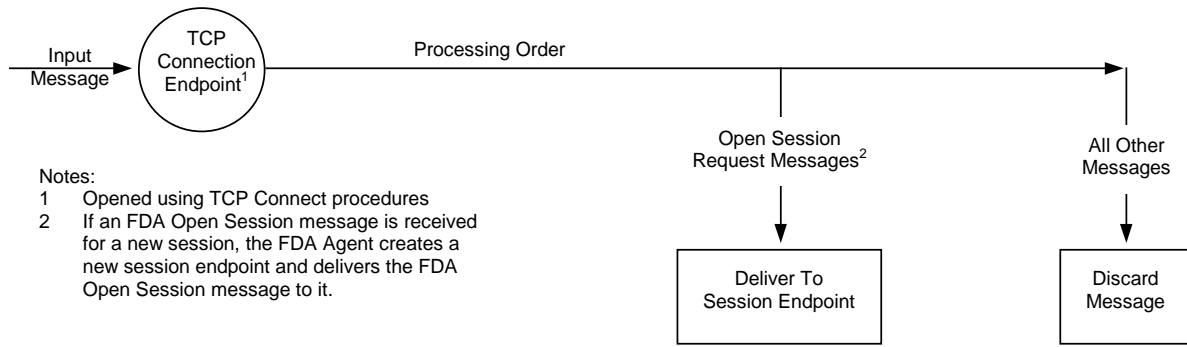 Input
Message
TCP
Connection
Endpoint1
Processing Order
Open Session
Request Messages2
All Other
Messages
Notes:
1 Opened using TCP Connect procedures
2 If an FDA Open Session message is received
for a new session, the FDA Agent creates a
new session endpoint and delivers the FDA
Open Session message to it.
Deliver To
Session Endpoint
Discard
Message